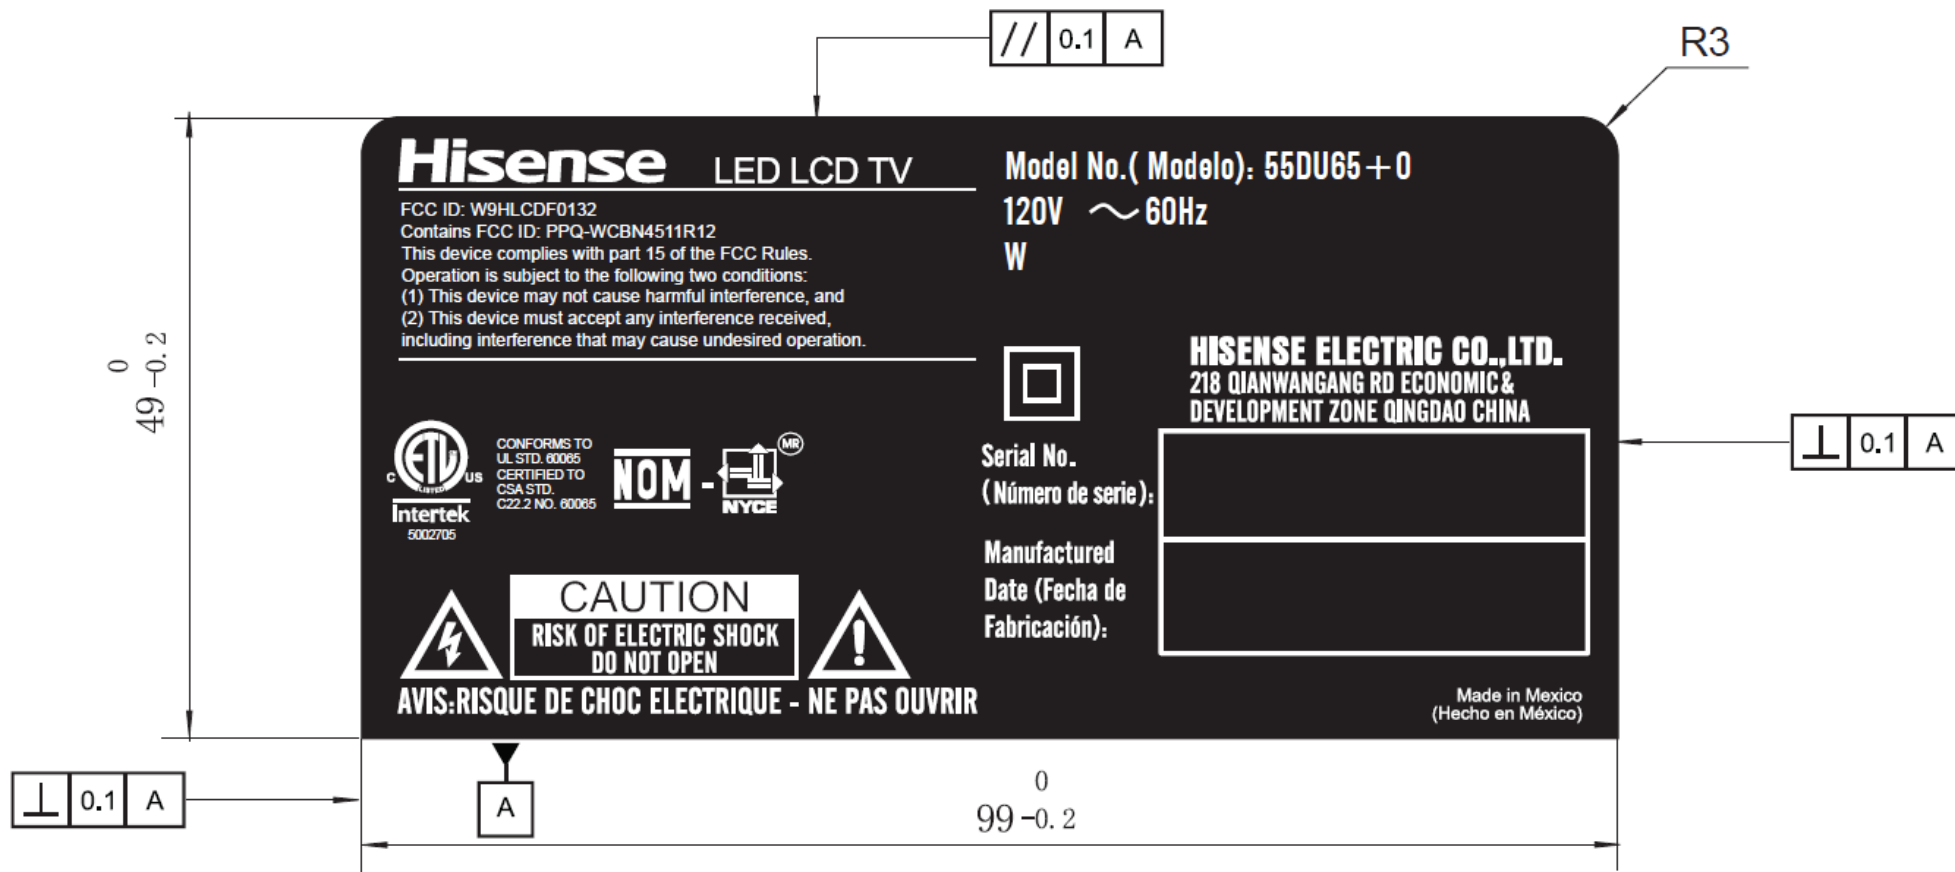 // 0.1 A
R3
Hisense LED LCD TV
FCC ID: W9HLCDF0132
Contains FCC ID: PPQ-WCBN4511R12
This device complies with part 15 of the FCC Rules.
Operation is subject to the following two conditions:
(1) This device may not cause harmful interference, and
(2) This device must accept any interference received,
including interference that may cause undesired operation.
Model No.( Modelo): 55DU65+0
120V ～ 60Hz
W
0
49 -0.2
HISENSE ELECTRIC CO.,LTD.
218 QIANWANGANG RD ECONOMIC &
DEVELOPMENT ZONE QINGDAO CHINA
ETL
LISTED
C US
Intertek
5002705
CONFORMS TO
UL STD. 60065
CERTIFIED TO
CSA STD.
C22.2 NO. 60065
NOM - NYCE MR
Serial No.
(Número de serie):
Manufactured
Date (Fecha de
Fabricación):
⊥ 0.1 A
CAUTION
RISK OF ELECTRIC SHOCK
DO NOT OPEN
AVIS:RISQUE DE CHOC ELECTRIQUE - NE PAS OUVRIR
Made in Mexico
(Hecho en México)
⊥ 0.1 A
A
0
99 -0.2